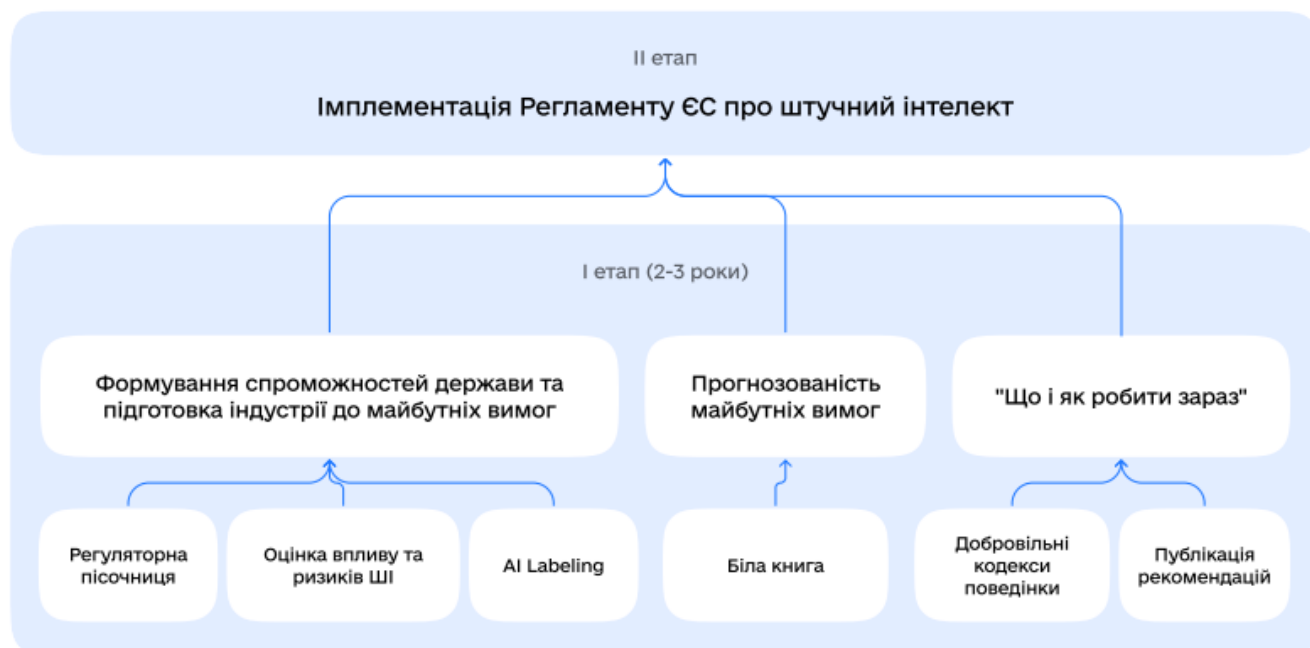 II етап
Імплементація Регламенту ЄС про штучний інтелект
I етап (2-3 роки)
Формування спроможностей держави та
підготовка індустрії до майбутніх вимог
Прогнозованість
майбутніх вимог
"Що і як робити зараз"
Регуляторна
пісочниця
Оцінка впливу та
ризиків ШІ
AI Labeling
Біла книга
Добровільні
кодекси
поведінки
Публікація
рекомендацій